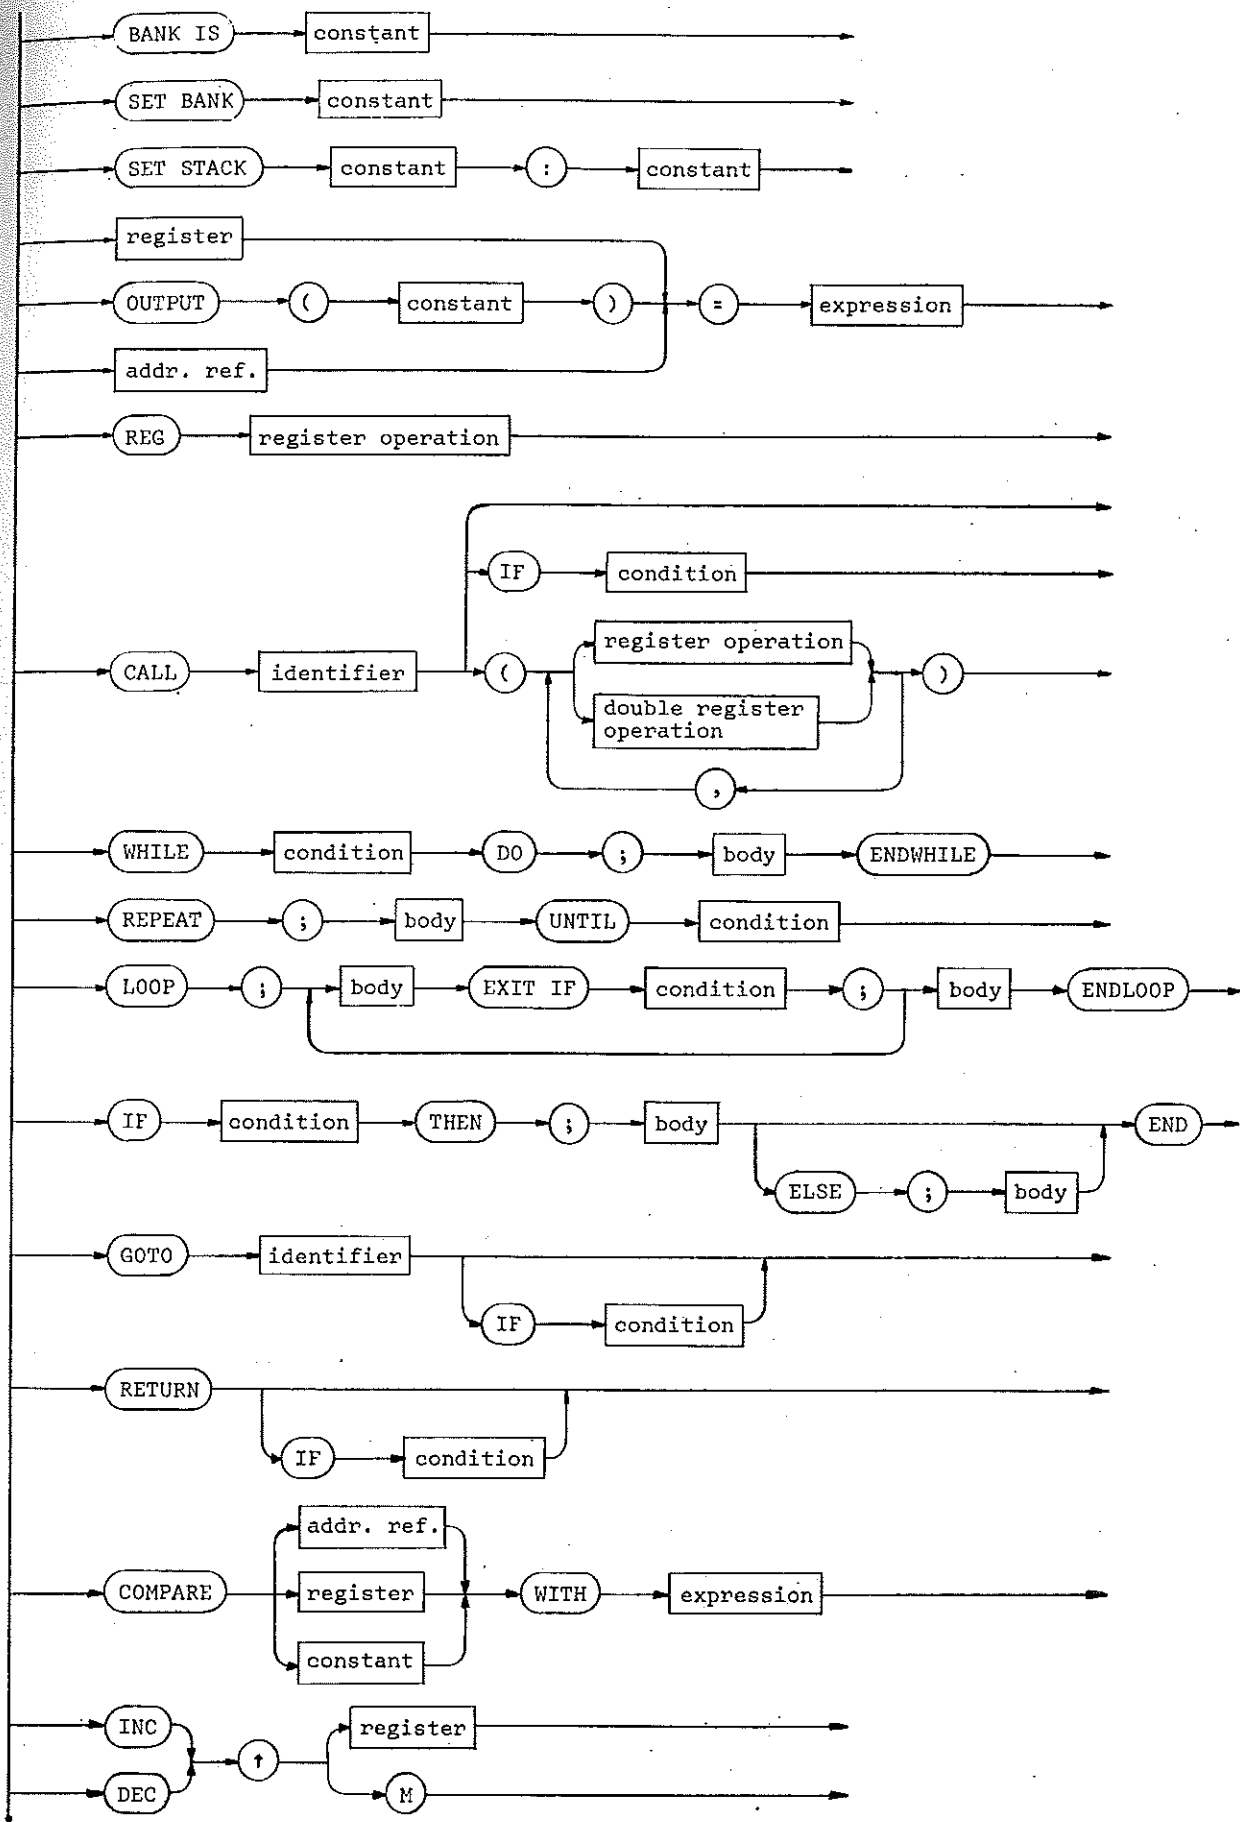 BANK IS constant
SET BANK constant
SET STACK constant : constant
register
OUTPUT ( constant ) = expression
addr. ref.
REG register operation
IF condition
register operation
CALL identifier ( )
double register
operation
,
WHILE condition DO ; body ENDWHILE
REPEAT ; body UNTIL condition
LOOP ; body EXIT IF condition ; body ENDLOOP
IF condition THEN ; body END
ELSE ; body
GOTO identifier
IF condition
RETURN
IF condition
addr. ref.
COMPARE register WITH expression
constant
INC register
↑
DEC M